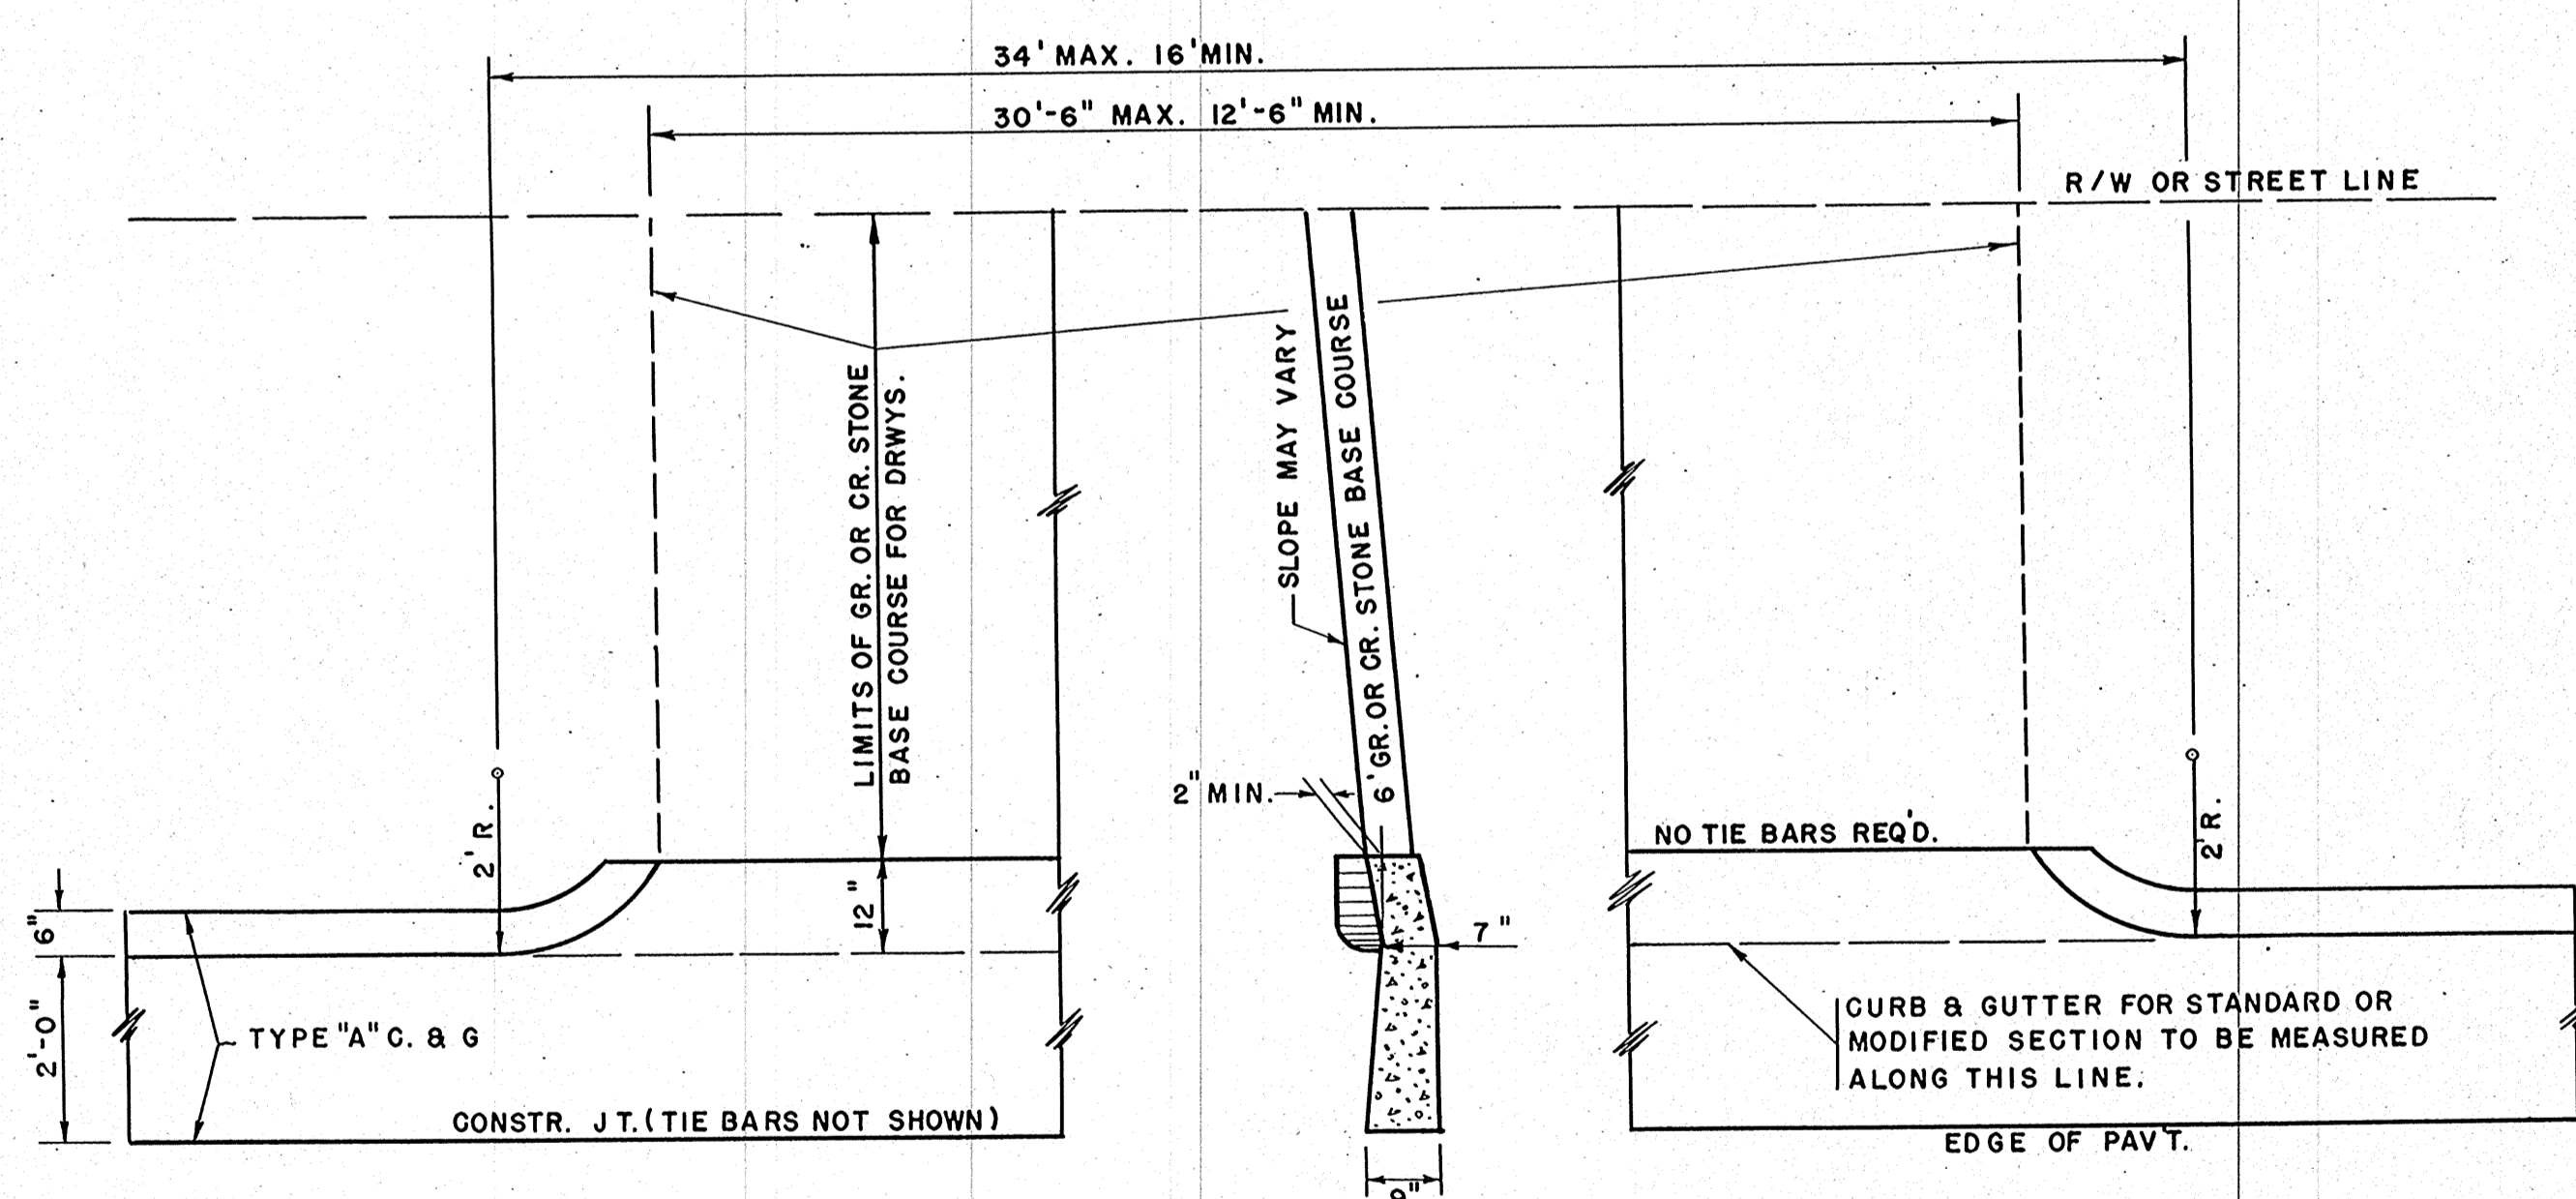 34' MAX. 16' MIN.
30'-6" MAX. 12'-6" MIN.
R/W OR STREET LINE
LIMITS OF GR. OR CR. STONE
BASE COURSE FOR DRWYS.
SLOPE MAY VARY
6' GR. OR CR. STONE BASE COURSE
2" MIN.
NO TIE BARS REQ'D.
2' R.
2' R.
12"
6"
7"
2'-0"
TYPE "A" C. & G
CURB & GUTTER FOR STANDARD OR
MODIFIED SECTION TO BE MEASURED
ALONG THIS LINE.
CONSTR. JT. (TIE BARS NOT SHOWN)
EDGE OF PAV'T.